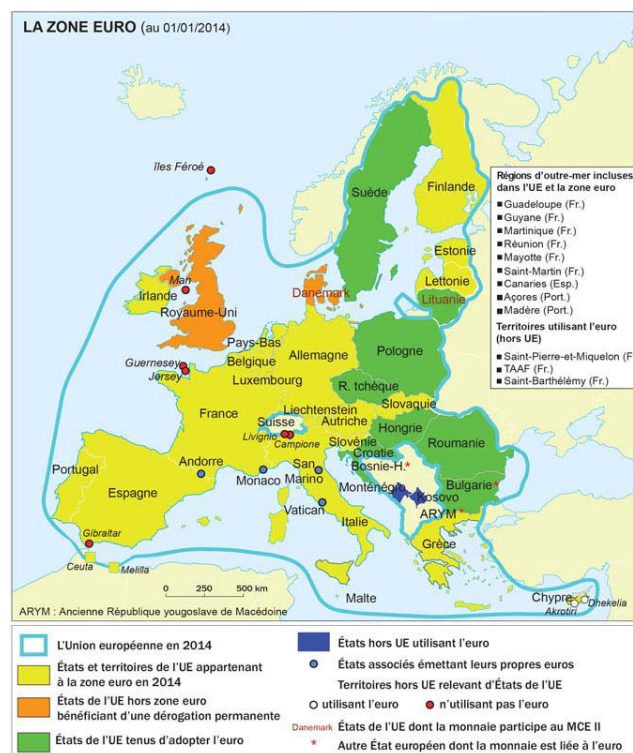 LA ZONE EURO (au 01/01/2014)
îles Féroé
Suède
Finlande
Estonie
Lettonie
Lituanie
Man
Irlande
Royaume-Uni
Danemark
Pays-Bas
Belgique
Luxembourg
Allemagne
Pologne
R. tchèque
Slovaquie
Guernesey
Jersey
France
Liechtenstein
Suisse
Autriche
Hongrie
Roumanie
Livignio
Campione
Slovénie
Croatie
Bosnie-H.*
Andorre
Monaco
San
Marino
Monténégro
Kosovo
Bulgarie*
ARYM*
Portugal
Espagne
Vatican
Italie
Grèce
Gibraltar
Ceuta
Melilla
Malte
Chypre
Dhekelia
Akrotiri
0 250 500 km
ARYM : Ancienne République yougoslave de Macédoine
Régions d'outre-mer incluses
dans l'UE et la zone euro
Guadeloupe (Fr.)
Guyane (Fr.)
Martinique (Fr.)
Réunion (Fr.)
Mayotte (Fr.)
Saint-Martin (Fr.)
Canaries (Esp.)
Açores (Port.)
Madère (Port.)
Territoires utilisant l'euro
(hors UE)
Saint-Pierre-et-Miquelon (F
TAAF (Fr.)
Saint-Barthélémy (Fr.)
L'Union européenne en 2014
États et territoires de l'UE appartenant
à la zone euro en 2014
États de l'UE hors zone euro
bénéficiant d'une dérogation permanente
États de l'UE tenus d'adopter l'euro
États hors UE utilisant l'euro
États associés émettant leurs propres euros
Territoires hors UE relevant d'États de l'UE
utilisant l'euro
n'utilisant pas l'euro
Danemark États de l'UE dont la monnaie participe au MCE II
* Autre État européen dont la monnaie est liée à l'euro